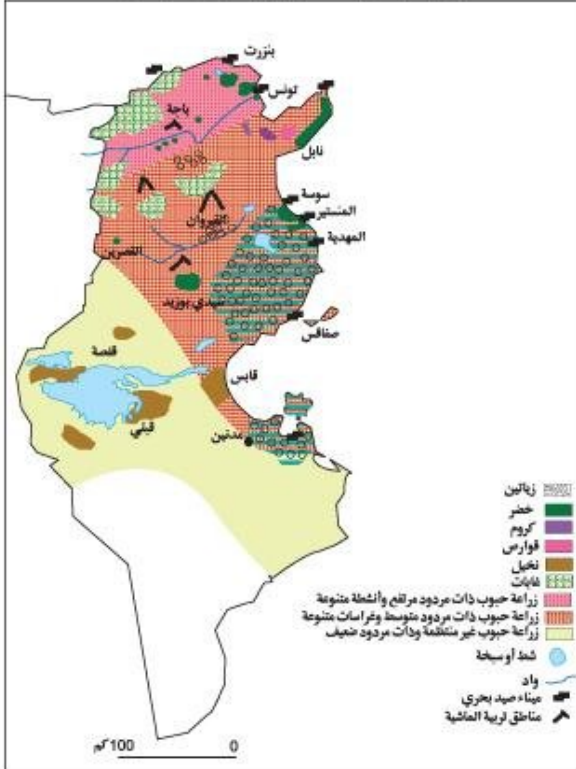 بنزرت
تونس
باجة
نابل
سوسة
المنستير
القيروان
المهدية
القصرين
سيدي بوزيد
صفاقس
قفصة
قابس
قبلي
مدنين
زياتين
خضر
كروم
قوارص
نخيل
غابات
زراعة حبوب ذات مردود مرتفع وأنشطة متنوعة
زراعة حبوب ذات مردود متوسط وغراسات متنوعة
زراعة حبوب غير منتظمة وذات مردود ضعيف
شط أو سبخة
واد
ميناء صيد بحري
مناطق تربية الماشية
0 100 كم